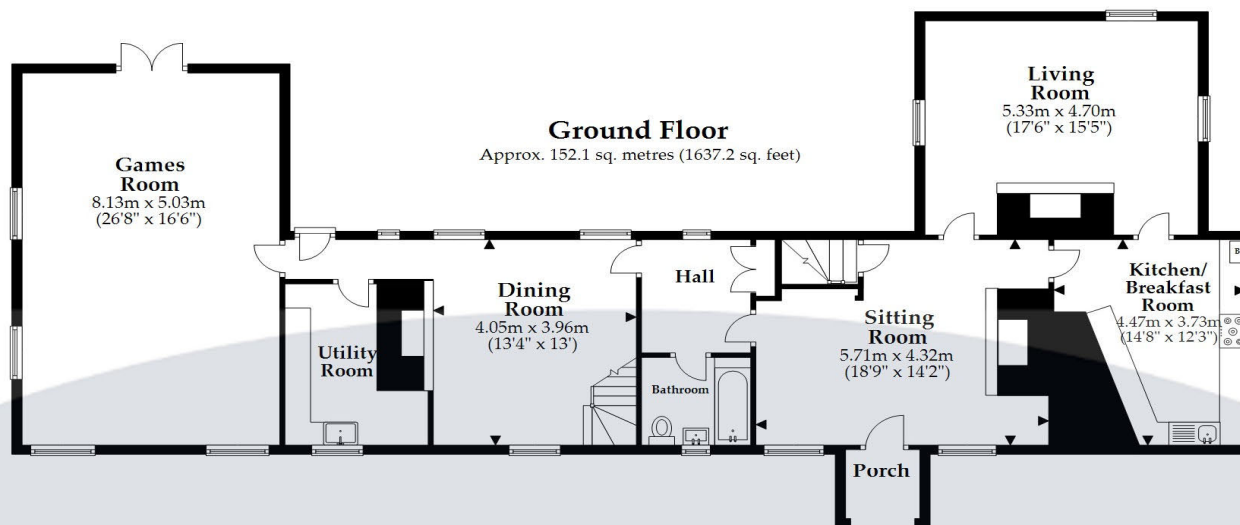 Ground Floor
Approx. 152.1 sq. metres (1637.2 sq. feet)
Games
Room
8.13m x 5.03m
(26'8" x 16'6")
Utility
Room
Dining
Room
4.05m x 3.96m
(13'4" x 13')
Hall
Bathroom
Sitting
Room
5.71m x 4.32m
(18'9" x 14'2")
Porch
Living
Room
5.33m x 4.70m
(17'6" x 15'5")
Kitchen/
Breakfast
Room
4.47m x 3.73m
(14'8" x 12'3")
B